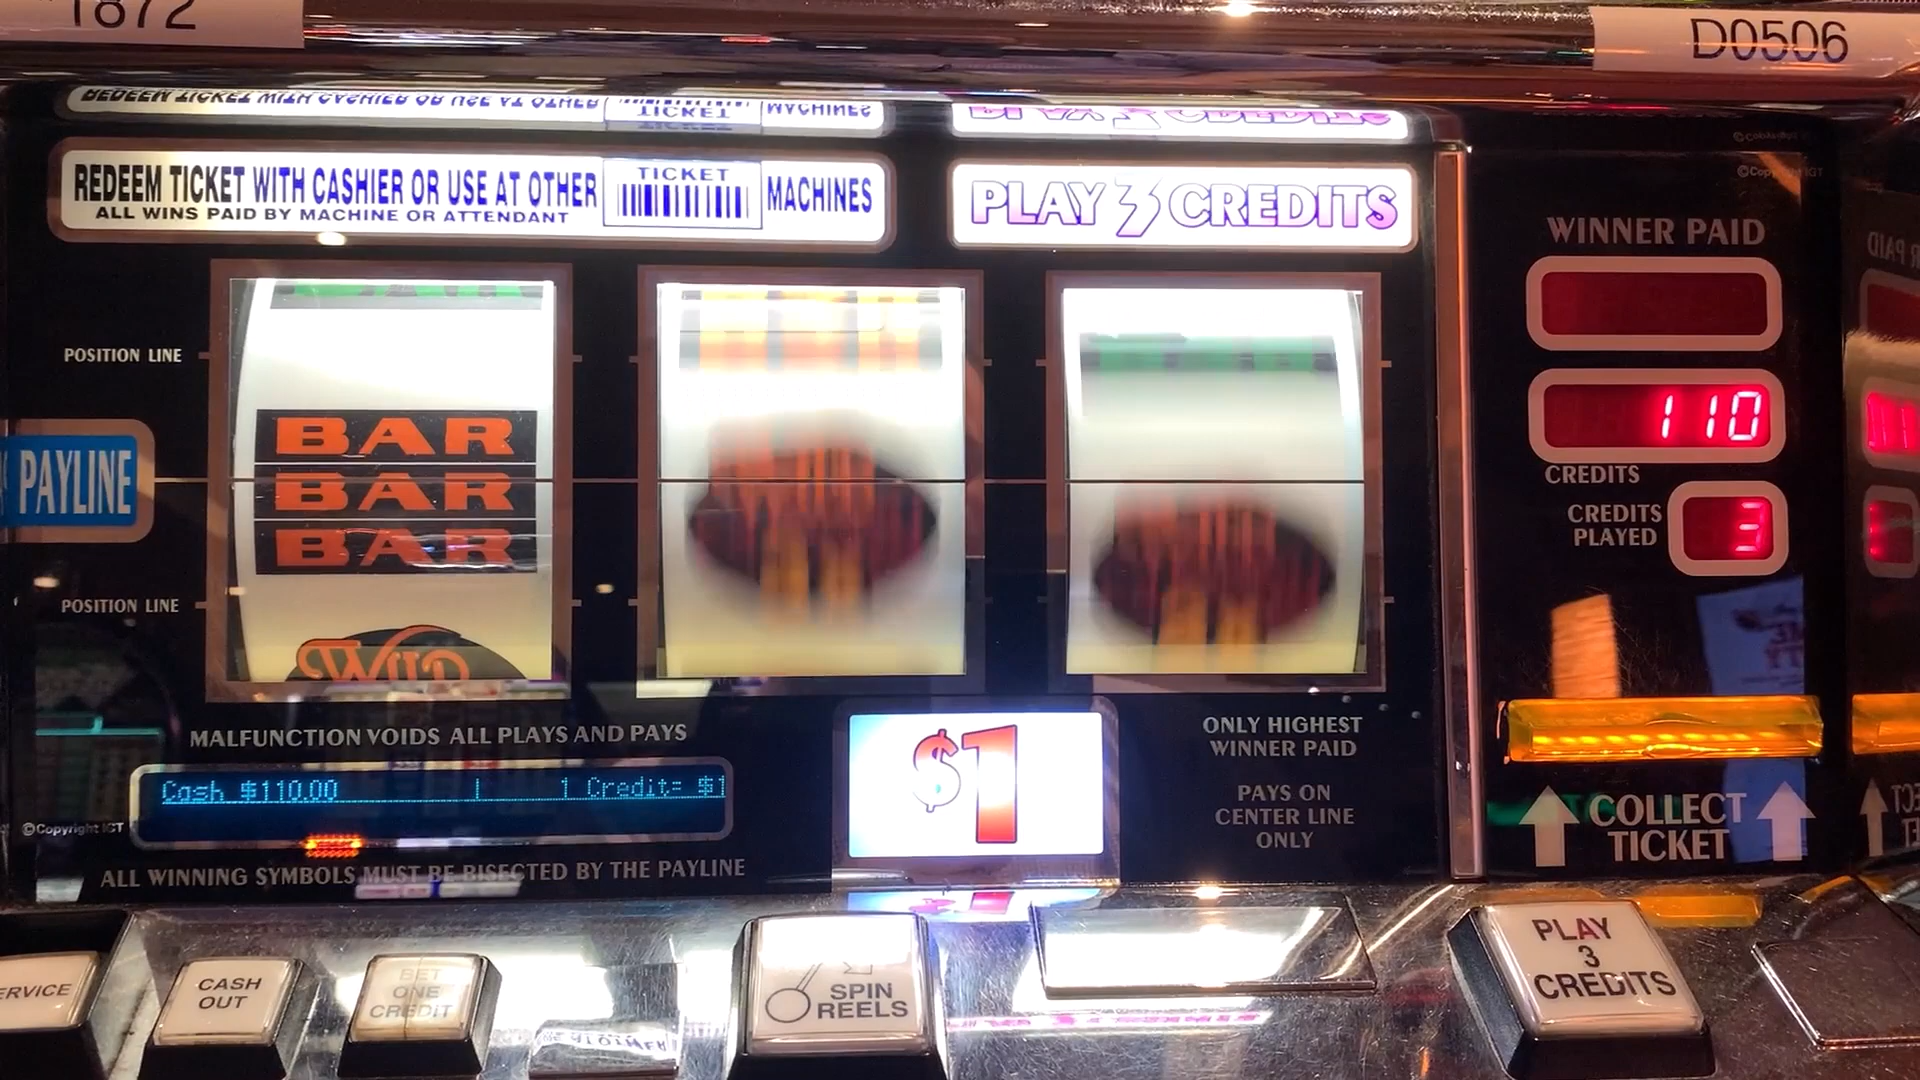 1872
D0506
REDEEM TICKET WITH CASHIER OR USE AT OTHER TICKET MACHINES
ALL WINS PAID BY MACHINE OR ATTENDANT
PLAY 3 CREDITS
WINNER PAID
POSITION LINE
110
CREDITS
BAR
BAR
BAR
PAYLINE
CREDITS
PLAYED
3
POSITION LINE
WILD
MALFUNCTION VOIDS ALL PLAYS AND PAYS
Cash $110.00 | 1 Credit= $1
©Copyright IGT
ALL WINNING SYMBOLS MUST BE BISECTED BY THE PAYLINE
$1
ONLY HIGHEST
WINNER PAID
PAYS ON
CENTER LINE
ONLY
COLLECT
TICKET
CASH
OUT
BET
ONE
CREDIT
SPIN
REELS
PLAY
3
CREDITS